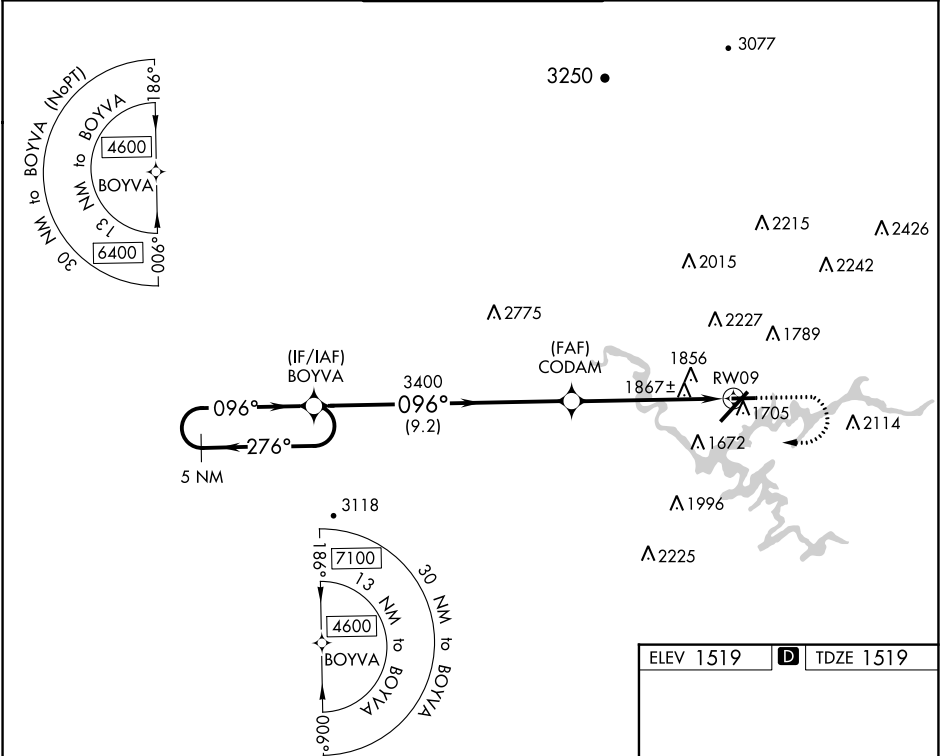 3077
3250
30 NM to BOYVA (NoPT)
13 NM to BOYVA
186°
4600
BOYVA
6400
006°
2215
2426
2015
2242
2775
2227
1789
(IF/IAF)
BOYVA
(FAF)
CODAM
1856
RW09
1867±
3400
096°
096°
(9.2)
276°
5 NM
1705
2114
1672
1996
2225
3118
186°
7100
13 NM to BOYVA
30 NM to BOYVA
4600
BOYVA
006°
ELEV 1519 D TDZE 1519